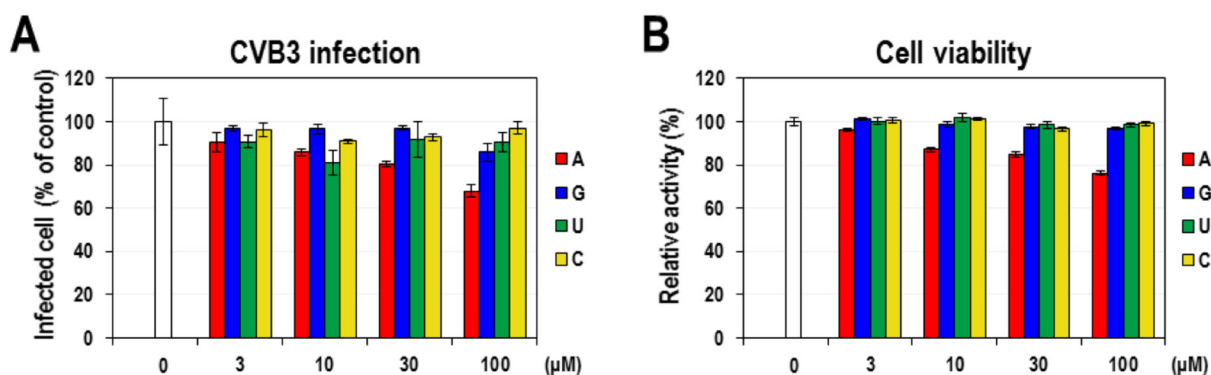 A
CVB3 infection
Infected cell (% of control)
120
100
80
60
40
20
0
0 3 10 30 100 (µM)
A
G
U
C
B
Cell viability
Relative activity (%)
120
100
80
60
40
20
0
0 3 10 30 100 (µM)
A
G
U
C